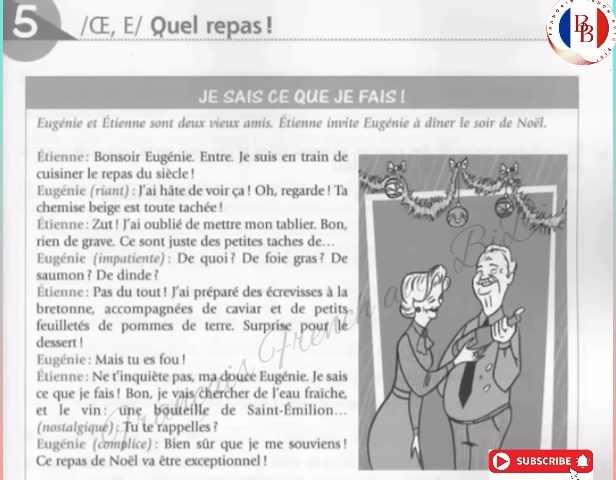 5 /Œ, E/ Quel repas !
BB
JE SAIS CE QUE JE FAIS !
Eugénie et Étienne sont deux vieux amis. Étienne invite Eugénie à dîner le soir de Noël.
Étienne : Bonsoir Eugénie. Entre. Je suis en train de
cuisiner le repas du siècle !
Eugénie (riant) : J'ai hâte de voir ça ! Oh, regarde ! Ta
chemise beige est toute tachée !
Étienne : Zut ! J'ai oublié de mettre mon tablier. Bon,
rien de grave. Ce sont juste des petites taches de…
Eugénie (impatiente) : De quoi ? De foie gras ? De
saumon ? De dinde ?
Étienne : Pas du tout ! J'ai préparé des écrevisses à la
bretonne, accompagnées de caviar et de petits
feuilletés de pommes de terre. Surprise pour le
dessert !
Eugénie : Mais tu es fou !
Étienne : Ne t'inquiète pas, ma douce Eugénie. Je sais
ce que je fais ! Bon, je vais chercher de l'eau fraîche,
et le vin : une bouteille de Saint-Émilion…
(nostalgique) : Tu te rappelles ?
Eugénie (complice) : Bien sûr que je me souviens !
Ce repas de Noël va être exceptionnel !
Français French
SUBSCRIBE